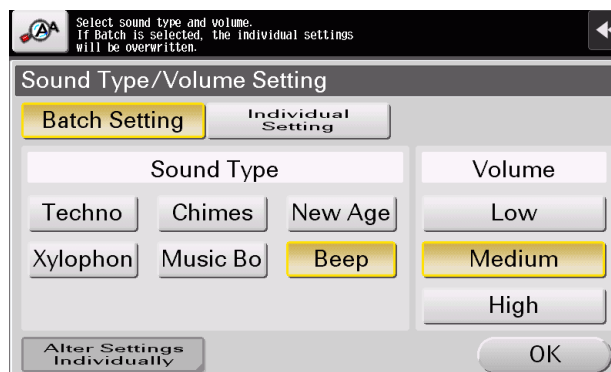 Select sound type and volume.
If Batch is selected, the individual settings
will be overwritten.
Sound Type/Volume Setting
Batch Setting
Individual
Setting
Sound Type
Volume
Techno
Chimes
New Age
Low
Xylophon
Music Bo
Beep
Medium
High
Alter Settings
Individually
OK